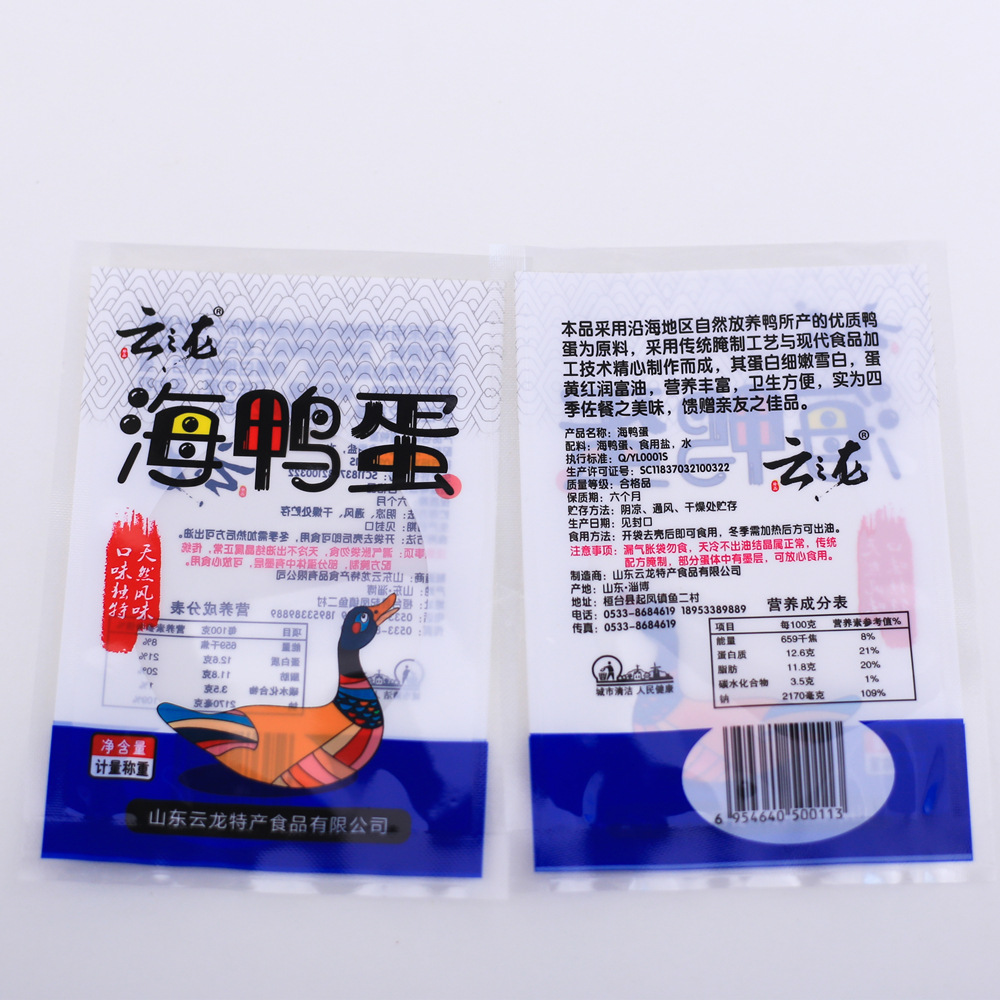 云之龙®
海鸭蛋
天然风味
口味独特
净含量
计量称重
山东云龙特产食品有限公司
本品采用沿海地区自然放养鸭所产的优质鸭
蛋为原料，采用传统腌制工艺与现代食品加
工技术精心制作而成，其蛋白细嫩雪白，蛋
黄红润富油，营养丰富，卫生方便，实为四
季佐餐之美味，馈赠亲友之佳品。
产品名称：海鸭蛋
配料：海鸭蛋、食用盐，水
执行标准：Q/YL0001S
生产许可证号：SC11837032100322
质量等级：合格品
保质期：六个月
贮存方法：阴凉、通风、干燥处贮存
生产日期：见封口
食用方法：开袋去壳后即可食用，冬季需加热后方可出油。
注意事项：漏气胀袋勿食，天冷不出油结晶属正常，传统
配方腌制，部分蛋体中有墨层，可放心食用。
制造商：山东云龙特产食品有限公司
产地：山东·淄博
地址：桓台县起凤镇鱼二村
电话：0533-8684619 18953389889
传真：0533-8684619
云之龙®
城市清洁 人民健康
营养成分表
项目 每100克 营养素参考值%
能量 659千焦 8%
蛋白质 12.6克 21%
脂肪 11.8克 20%
碳水化合物 3.5克 1%
钠 2170毫克 109%
6 954640 500113